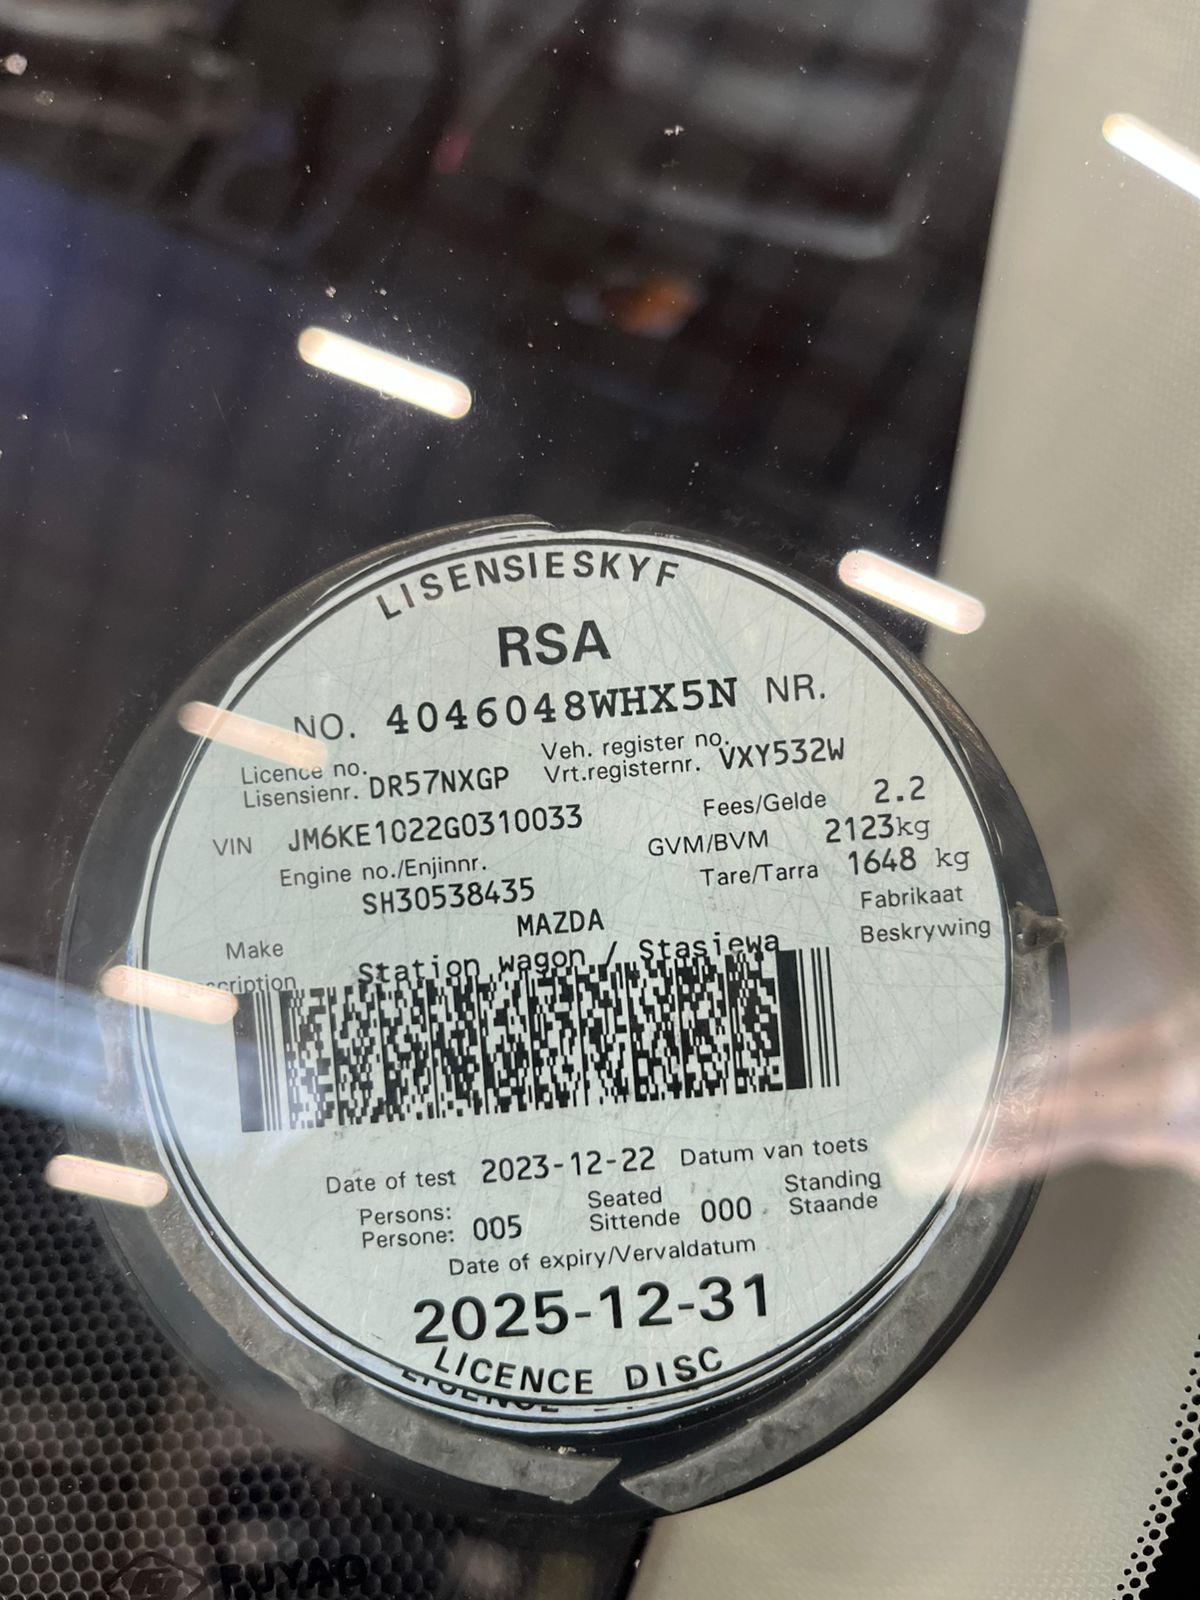 LISENSIESKYF
RSA
NO. 4046048WHX5N NR.
Licence no. Veh. register no.
Lisensienr. DR57NXGP Vrt.registernr. VXY532W
VIN JM6KE1022G0310033 Fees/Gelde 2.2
Engine no./Enjinnr. GVM/BVM 2123kg
SH30538435 Tare/Tarra 1648 kg
Make MAZDA Fabrikaat
Station wagon / Stasiewa Beskrywing
Date of test 2023-12-22 Datum van toets
Persons: Seated Standing
Persone: 005 Sittende 000 Staande
Date of expiry/Vervaldatum
2025-12-31
LICENCE DISC
FUYAO